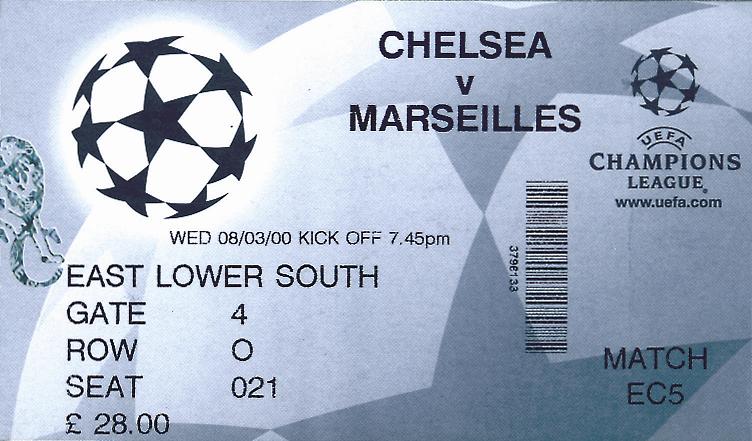 CHELSEA
v
MARSEILLES
UEFA
CHAMPIONS
LEAGUE®
www.uefa.com
WED 08/03/00 KICK OFF 7.45pm
EAST LOWER SOUTH
GATE 4
ROW O
SEAT 021
£ 28.00
3796133
MATCH
EC5